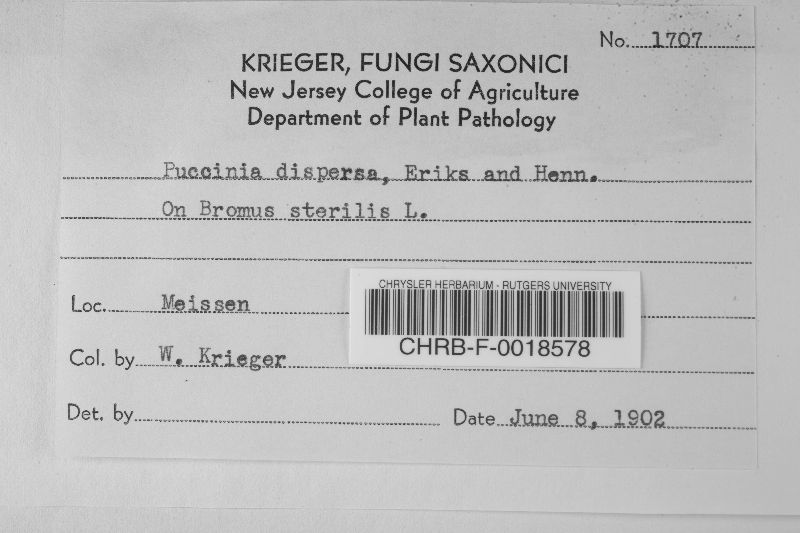 No. 1707
KRIEGER, FUNGI SAXONICI
New Jersey College of Agriculture
Department of Plant Pathology
Puccinia dispersa, Eriks and Henn.
On Bromus sterilis L.
Loc. Meissen
CHRYSLER HERBARIUM - RUTGERS UNIVERSITY
CHRB-F-0018578
Col. by W. Krieger
Det. by
Date June 8, 1902